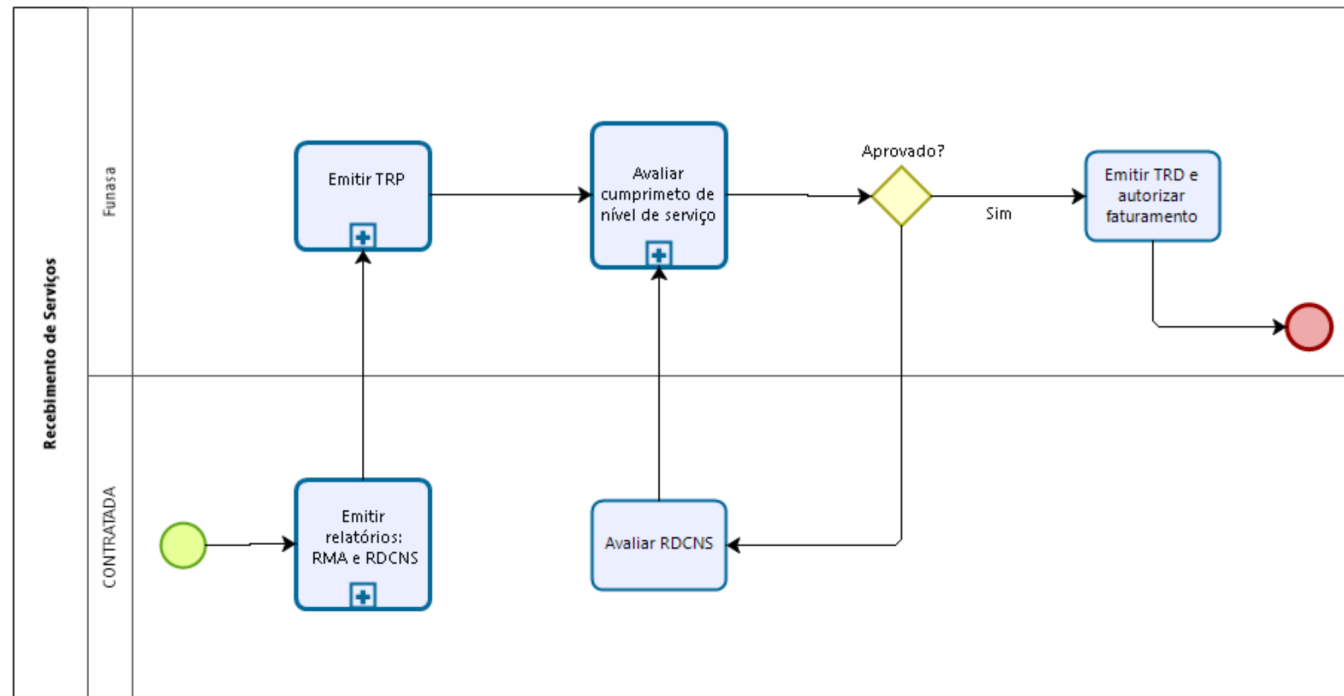 Recebimento de Serviços
Funasa
Emitir TRP
Avaliar
cumprimeto de
nível de serviço
Aprovado?
Sim
Emitir TRD e
autorizar
faturamento
CONTRATADA
Emitir
relatórios:
RMA e RDCNS
Avaliar RDCNS